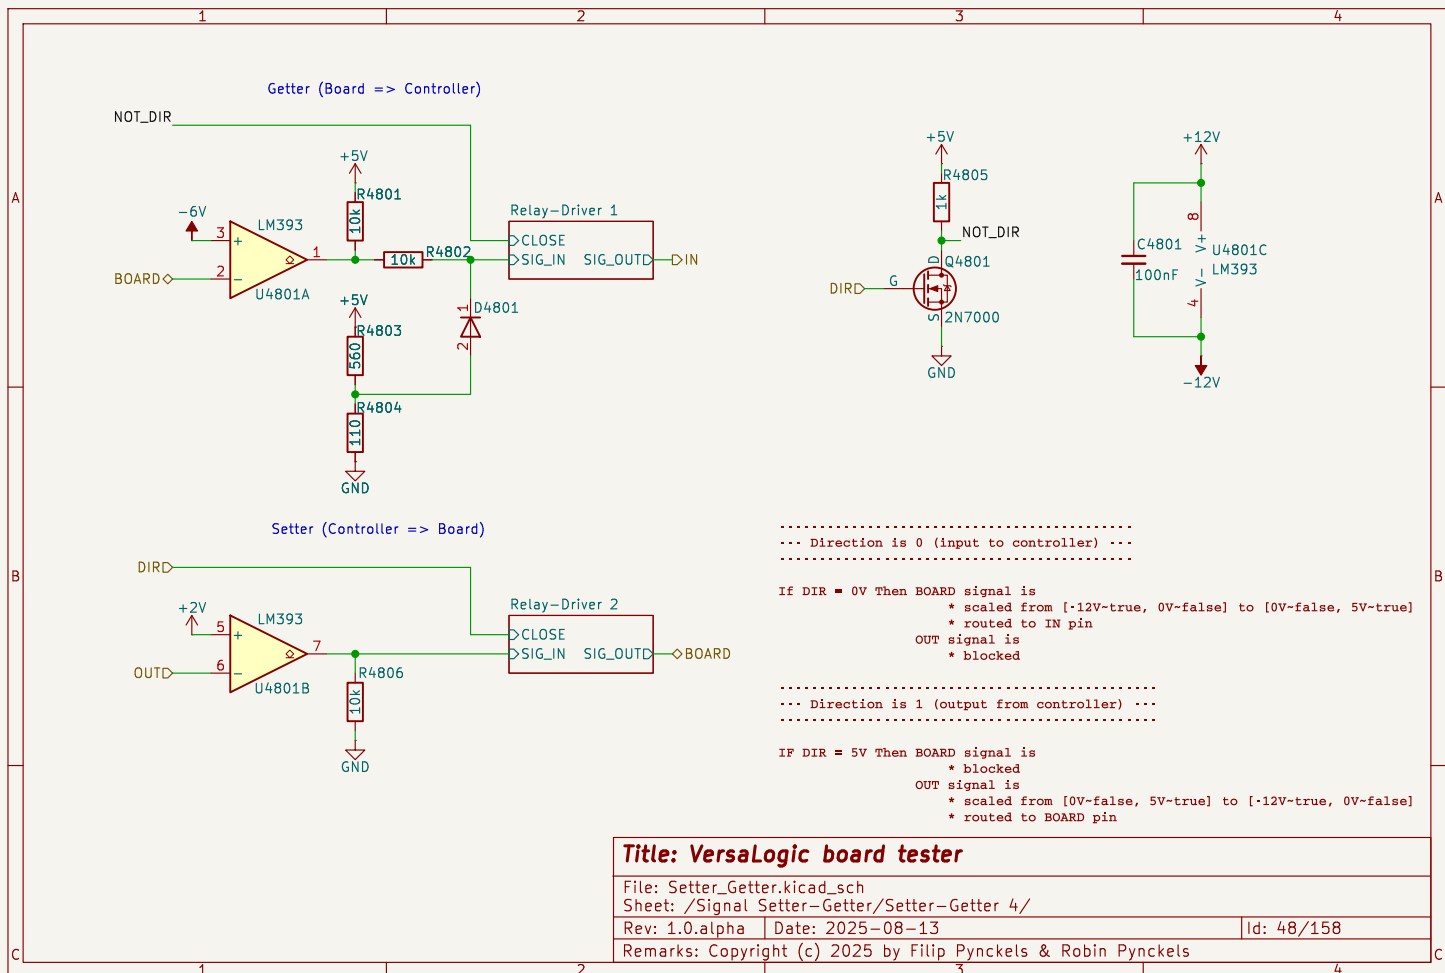 1 2 3 4
Getter (Board => Controller)
NOT_DIR
+5V
R4801
10k
-6V
LM393
3
+
2
-
1
BOARD
U4801A
10k
R4802
Relay-Driver 1
CLOSE
SIG_IN SIG_OUT
IN
+5V
R4803
560
D4801
1
2
R4804
110
GND
+5V
R4805
1k
NOT_DIR
D
Q4801
G
DIR
S
2N7000
GND
+12V
8
V+
C4801
100nF
U4801C
LM393
V-
4
-12V
A A
Setter (Controller => Board)
DIR
+2V
LM393
5
+
6
-
7
OUT
U4801B
R4806
10k
GND
Relay-Driver 2
CLOSE
SIG_IN SIG_OUT
BOARD
B B
--- Direction is 0 (input to controller) ---
If DIR = 0V Then BOARD signal is
* scaled from [-12V~true, 0V~false] to [0V~false, 5V~true]
* routed to IN pin
OUT signal is
* blocked
--- Direction is 1 (output from controller) ---
IF DIR = 5V Then BOARD signal is
* blocked
OUT signal is
* scaled from [0V~false, 5V~true] to [-12V~true, 0V~false]
* routed to BOARD pin
Title: VersaLogic board tester
File: Setter_Getter.kicad_sch
Sheet: /Signal Setter-Getter/Setter-Getter 4/
Rev: 1.0.alpha Date: 2025-08-13 Id: 48/158
Remarks: Copyright (c) 2025 by Filip Pynckels & Robin Pynckels
C C
1 2 3 4